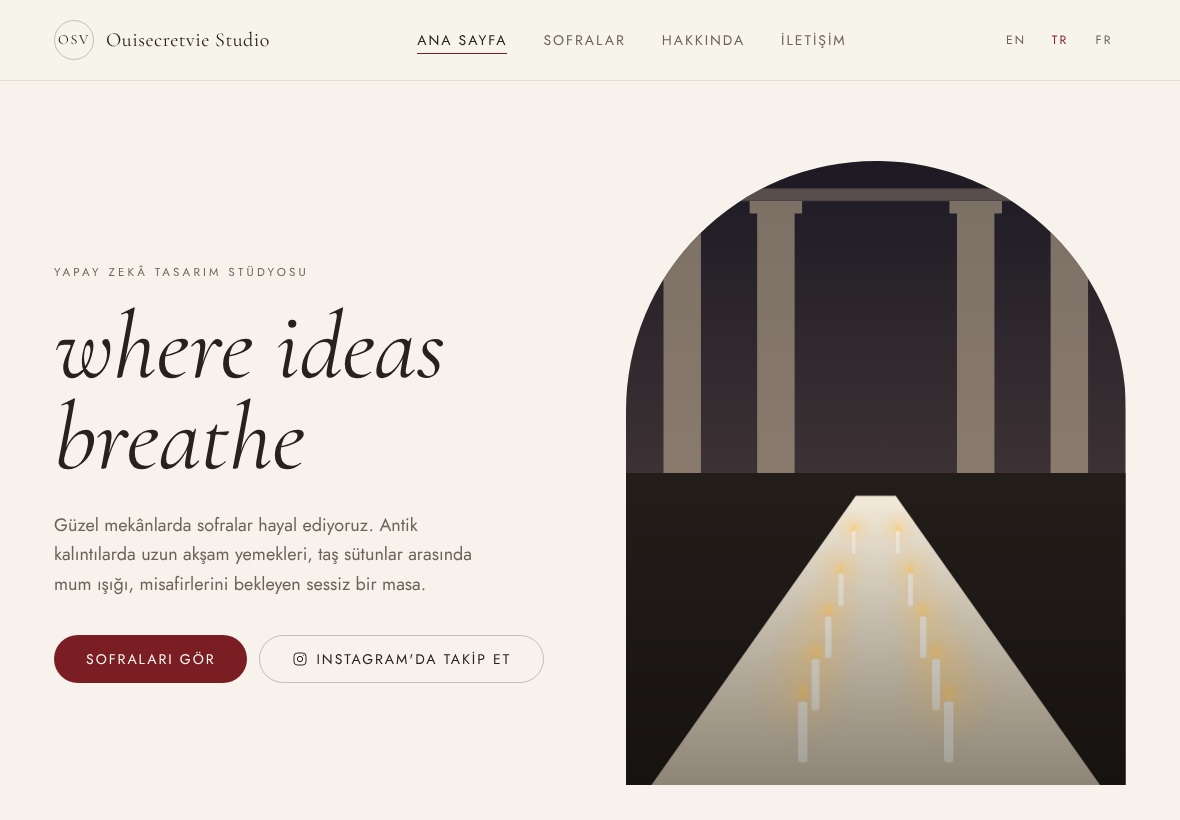 OSV Ouisecretvie Studio
ANA SAYFA SOFRALAR HAKKINDA İLETİŞİM
EN TR FR
YAPAY ZEKÂ TASARIM STÜDYOSU
where ideas
breathe
Güzel mekânlarda sofralar hayal ediyoruz. Antik
kalıntılarda uzun akşam yemekleri, taş sütunlar arasında
mum ışığı, misafirlerini bekleyen sessiz bir masa.
SOFRALARI GÖR
INSTAGRAM'DA TAKİP ET